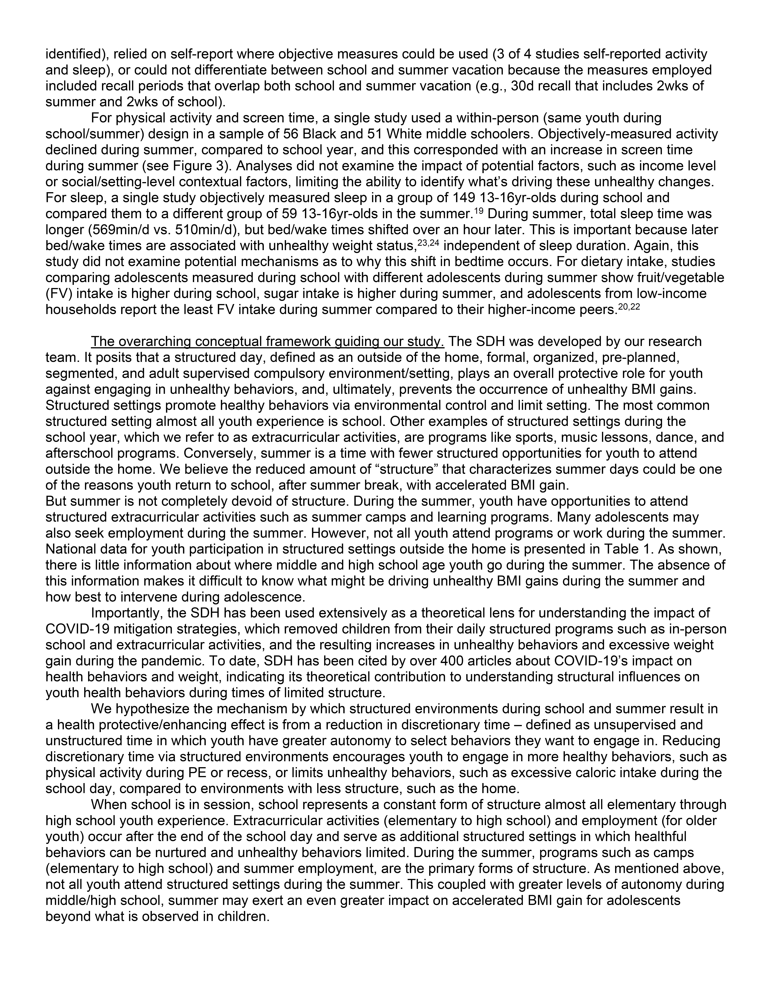 identified), relied on self-report where objective measures could be used (3 of 4 studies self-reported activity
and sleep), or could not differentiate between school and summer vacation because the measures employed
included recall periods that overlap both school and summer vacation (e.g., 30d recall that includes 2wks of
summer and 2wks of school).
For physical activity and screen time, a single study used a within-person (same youth during
school/summer) design in a sample of 56 Black and 51 White middle schoolers. Objectively-measured activity
declined during summer, compared to school year, and this corresponded with an increase in screen time
during summer (see Figure 3). Analyses did not examine the impact of potential factors, such as income level
or social/setting-level contextual factors, limiting the ability to identify what’s driving these unhealthy changes.
For sleep, a single study objectively measured sleep in a group of 149 13-16yr-olds during school and
compared them to a different group of 59 13-16yr-olds in the summer.19 During summer, total sleep time was
longer (569min/d vs. 510min/d), but bed/wake times shifted over an hour later. This is important because later
bed/wake times are associated with unhealthy weight status,23,24 independent of sleep duration. Again, this
study did not examine potential mechanisms as to why this shift in bedtime occurs. For dietary intake, studies
comparing adolescents measured during school with different adolescents during summer show fruit/vegetable
(FV) intake is higher during school, sugar intake is higher during summer, and adolescents from low-income
households report the least FV intake during summer compared to their higher-income peers.20,22
The overarching conceptual framework guiding our study. The SDH was developed by our research
team. It posits that a structured day, defined as an outside of the home, formal, organized, pre-planned,
segmented, and adult supervised compulsory environment/setting, plays an overall protective role for youth
against engaging in unhealthy behaviors, and, ultimately, prevents the occurrence of unhealthy BMI gains.
Structured settings promote healthy behaviors via environmental control and limit setting. The most common
structured setting almost all youth experience is school. Other examples of structured settings during the
school year, which we refer to as extracurricular activities, are programs like sports, music lessons, dance, and
afterschool programs. Conversely, summer is a time with fewer structured opportunities for youth to attend
outside the home. We believe the reduced amount of “structure” that characterizes summer days could be one
of the reasons youth return to school, after summer break, with accelerated BMI gain.
But summer is not completely devoid of structure. During the summer, youth have opportunities to attend
structured extracurricular activities such as summer camps and learning programs. Many adolescents may
also seek employment during the summer. However, not all youth attend programs or work during the summer.
National data for youth participation in structured settings outside the home is presented in Table 1. As shown,
there is little information about where middle and high school age youth go during the summer. The absence of
this information makes it difficult to know what might be driving unhealthy BMI gains during the summer and
how best to intervene during adolescence.
Importantly, the SDH has been used extensively as a theoretical lens for understanding the impact of
COVID-19 mitigation strategies, which removed children from their daily structured programs such as in-person
school and extracurricular activities, and the resulting increases in unhealthy behaviors and excessive weight
gain during the pandemic. To date, SDH has been cited by over 400 articles about COVID-19’s impact on
health behaviors and weight, indicating its theoretical contribution to understanding structural influences on
youth health behaviors during times of limited structure.
We hypothesize the mechanism by which structured environments during school and summer result in
a health protective/enhancing effect is from a reduction in discretionary time – defined as unsupervised and
unstructured time in which youth have greater autonomy to select behaviors they want to engage in. Reducing
discretionary time via structured environments encourages youth to engage in more healthy behaviors, such as
physical activity during PE or recess, or limits unhealthy behaviors, such as excessive caloric intake during the
school day, compared to environments with less structure, such as the home.
When school is in session, school represents a constant form of structure almost all elementary through
high school youth experience. Extracurricular activities (elementary to high school) and employment (for older
youth) occur after the end of the school day and serve as additional structured settings in which healthful
behaviors can be nurtured and unhealthy behaviors limited. During the summer, programs such as camps
(elementary to high school) and summer employment, are the primary forms of structure. As mentioned above,
not all youth attend structured settings during the summer. This coupled with greater levels of autonomy during
middle/high school, summer may exert an even greater impact on accelerated BMI gain for adolescents
beyond what is observed in children.